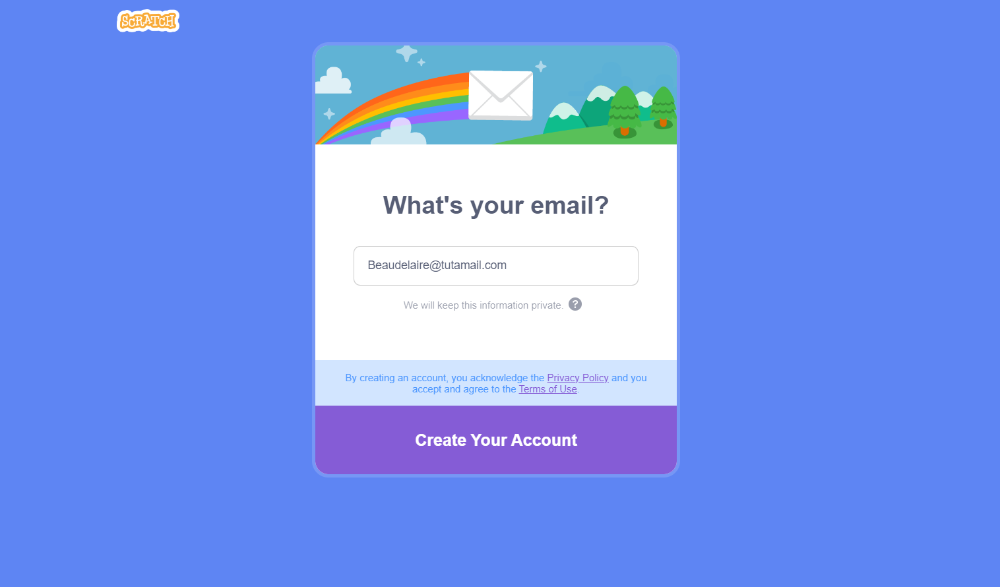 SCRATCH
What's your email?
Beaudelaire@tutamail.com
We will keep this information private. ?
By creating an account, you acknowledge the Privacy Policy and you
accept and agree to the Terms of Use.
Create Your Account